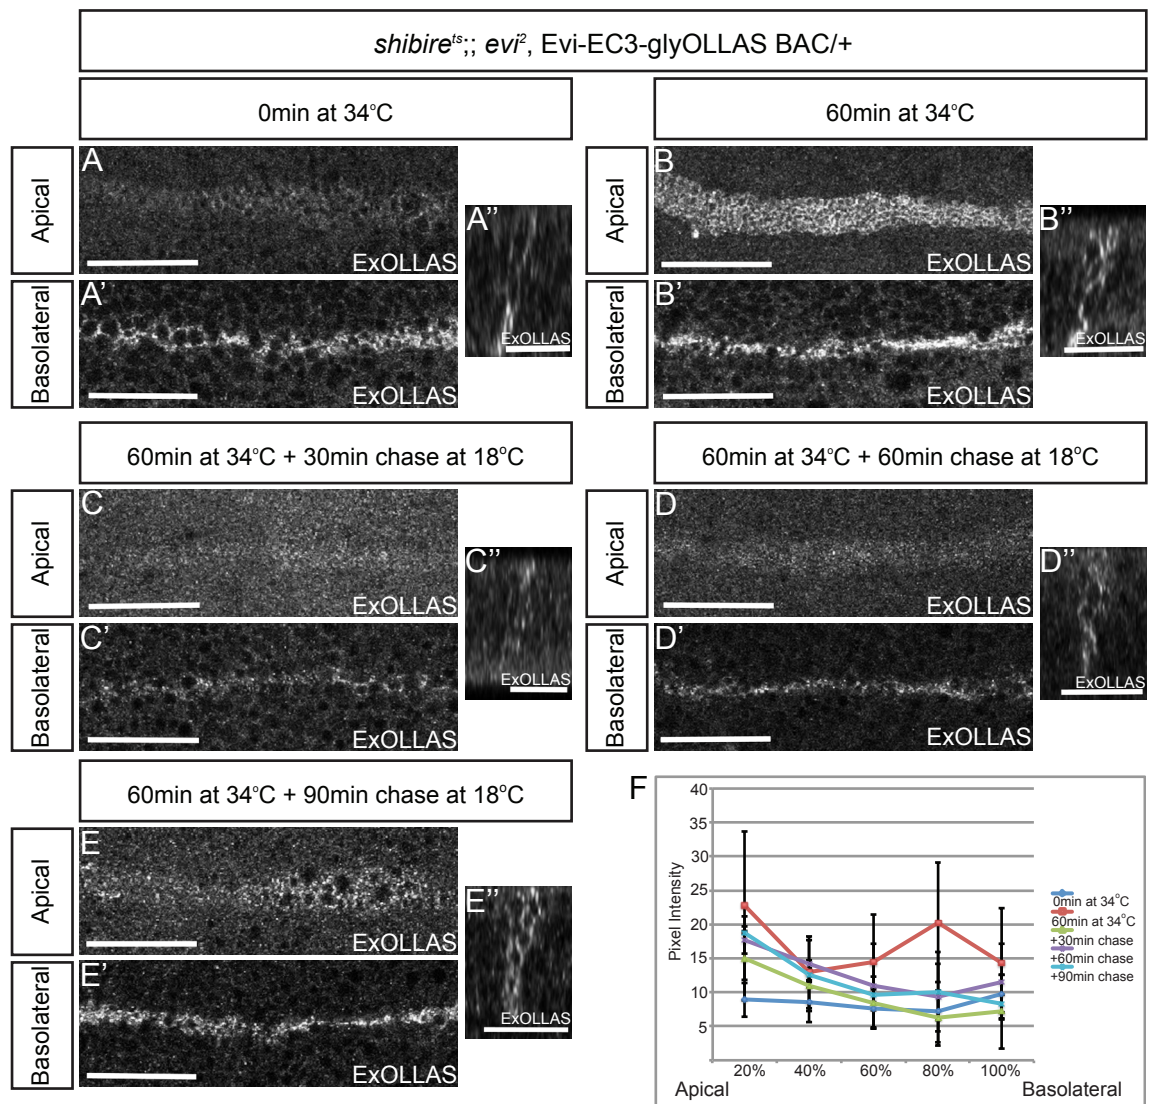 shibire^ts;; evi², Evi-EC3-glyOLLAS BAC/+
0min at 34°C
60min at 34°C
Apical
A
ExOLLAS
Basolateral
A'
ExOLLAS
A''
ExOLLAS
Apical
B
ExOLLAS
Basolateral
B'
ExOLLAS
B''
ExOLLAS
60min at 34°C + 30min chase at 18°C
60min at 34°C + 60min chase at 18°C
Apical
C
ExOLLAS
Basolateral
C'
ExOLLAS
C''
ExOLLAS
Apical
D
ExOLLAS
Basolateral
D'
ExOLLAS
D''
ExOLLAS
60min at 34°C + 90min chase at 18°C
Apical
E
ExOLLAS
Basolateral
E'
ExOLLAS
E''
ExOLLAS
F
Pixel Intensity
40
35
30
25
20
15
10
5
20% 40% 60% 80% 100%
Apical
Basolateral
0min at 34°C
60min at 34°C
+30min chase
+60min chase
+90min chase